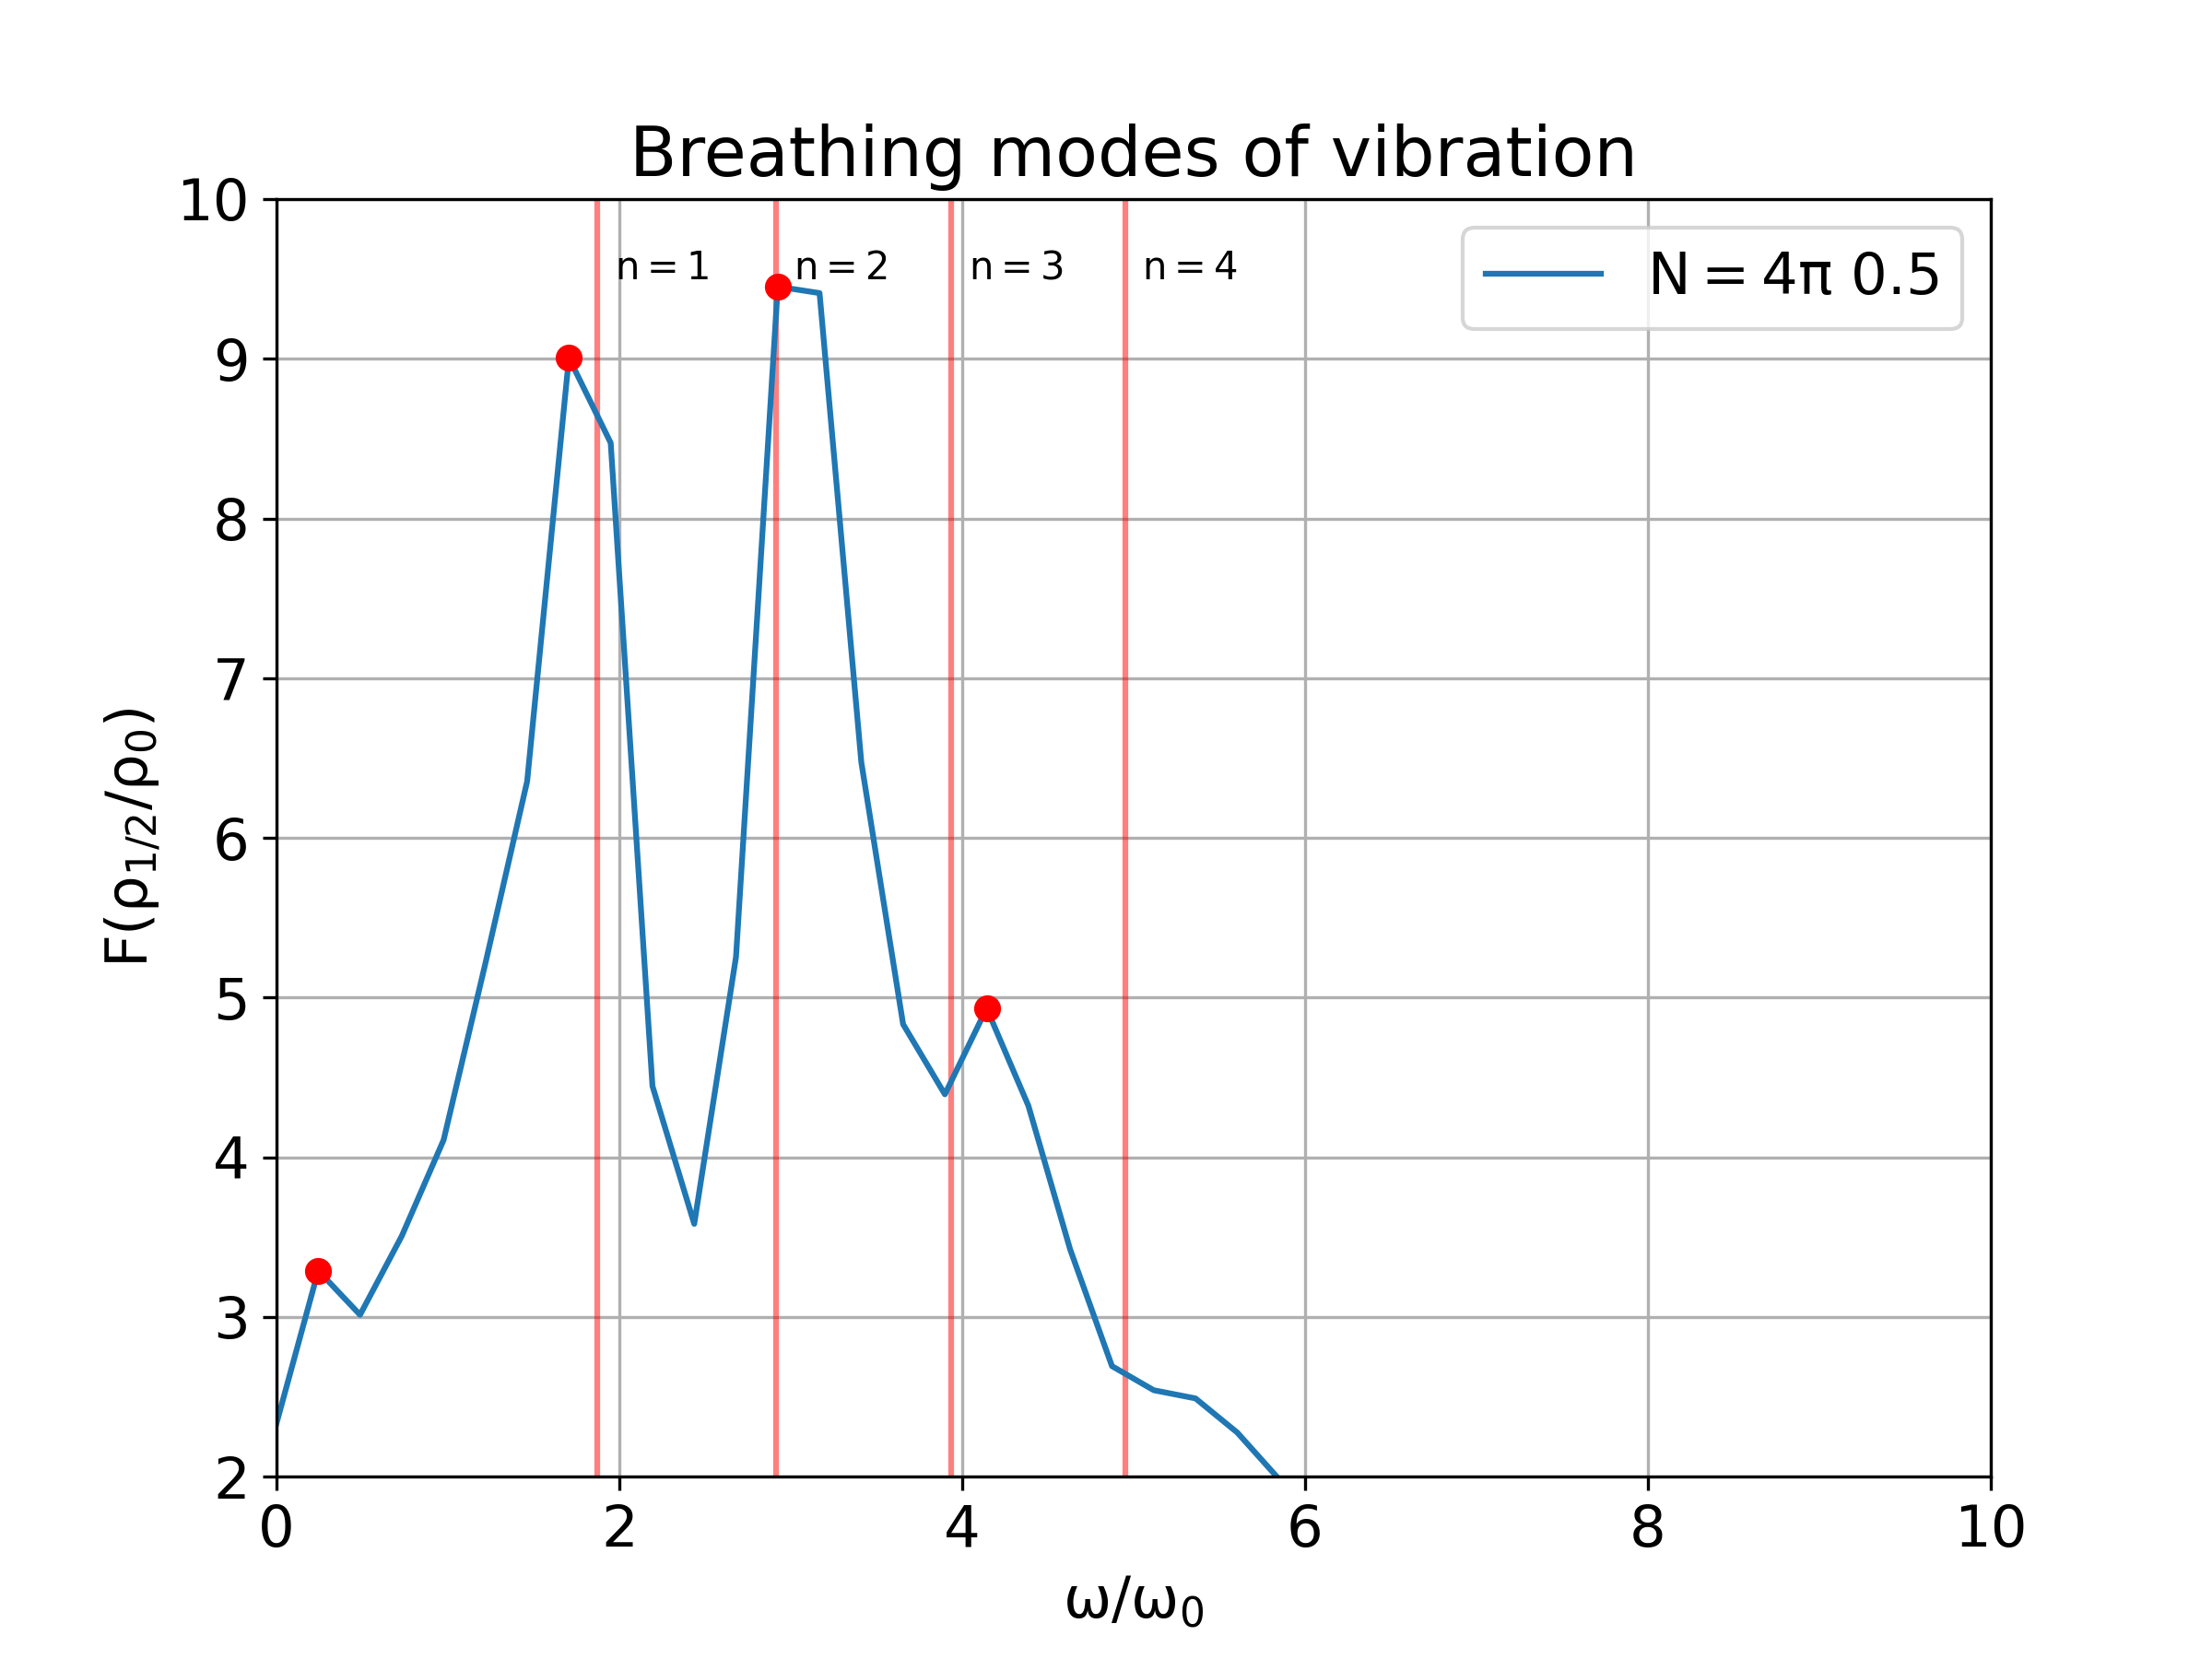 Breathing modes of vibration
10
9
8
7
6
5
4
3
2
0 2 4 6 8 10
n = 1 n = 2 n = 3 n = 4
N = 4π 0.5
F(ρ₁/₂/ρ₀)
ω/ω₀